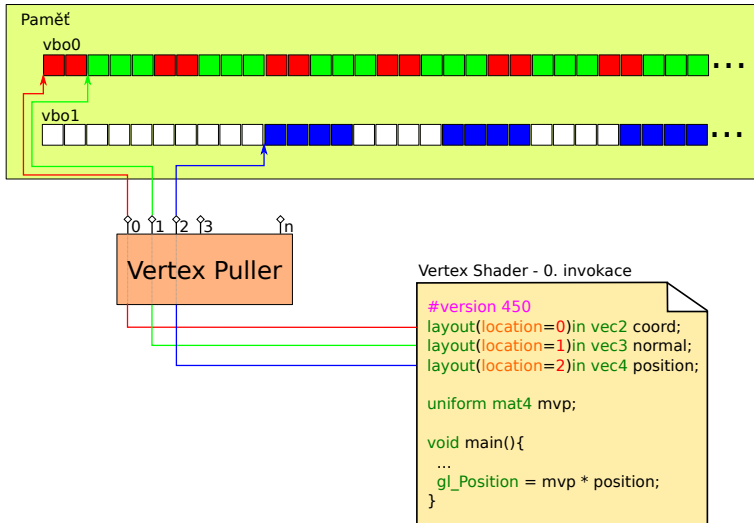 Paměť
vbo0
...
vbo1
...
0 1 2 3 n
Vertex Puller
Vertex Shader - 0. invokace
#version 450
layout(location=0)in vec2 coord;
layout(location=1)in vec3 normal;
layout(location=2)in vec4 position;
uniform mat4 mvp;
void main(){
...
gl_Position = mvp * position;
}